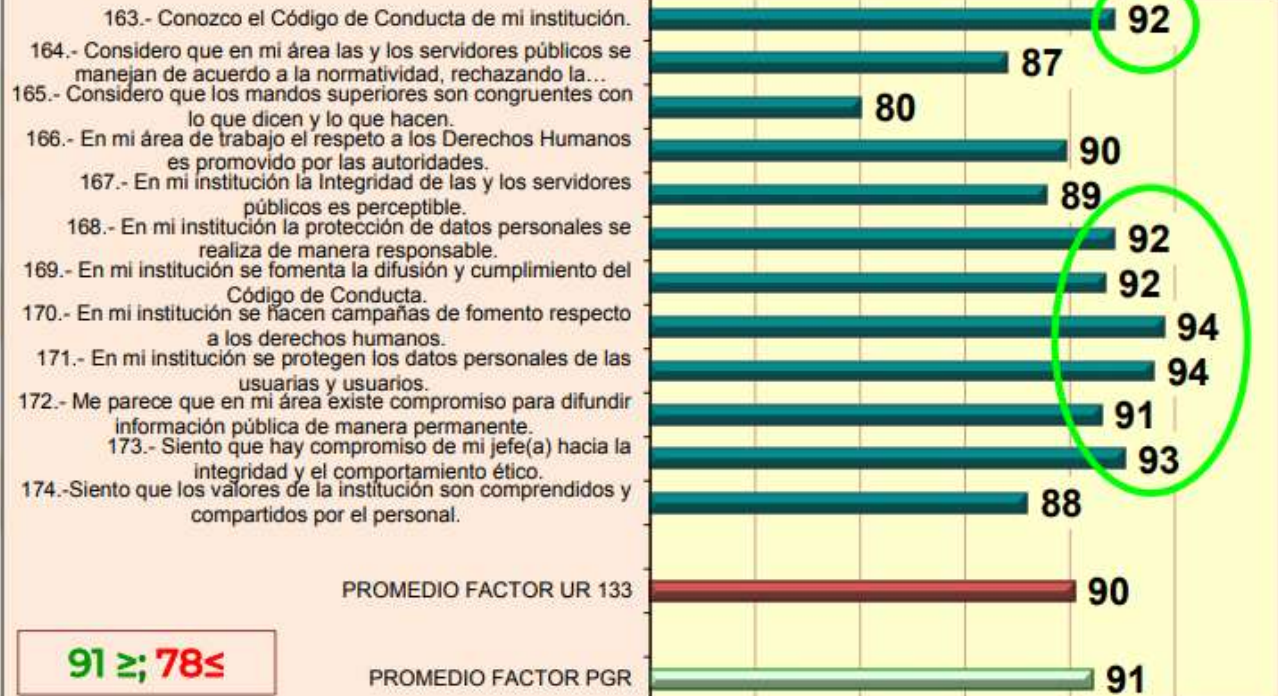 163.- Conozco el Código de Conducta de mi institución.
92
164.- Considero que en mi área las y los servidores públicos se
manejan de acuerdo a la normatividad, rechazando la…
87
165.- Considero que los mandos superiores son congruentes con
lo que dicen y lo que hacen.
80
166.- En mi área de trabajo el respeto a los Derechos Humanos
es promovido por las autoridades.
90
167.- En mi institución la Integridad de las y los servidores
públicos es perceptible.
89
168.- En mi institución la protección de datos personales se
realiza de manera responsable.
92
169.- En mi institución se fomenta la difusión y cumplimiento del
Código de Conducta.
92
170.- En mi institución se hacen campañas de fomento respecto
a los derechos humanos.
94
171.- En mi institución se protegen los datos personales de las
usuarias y usuarios.
94
172.- Me parece que en mi área existe compromiso para difundir
información pública de manera permanente.
91
173.- Siento que hay compromiso de mi jefe(a) hacia la
integridad y el comportamiento ético.
93
174.-Siento que los valores de la institución son comprendidos y
compartidos por el personal.
88
PROMEDIO FACTOR UR 133
90
91 ≥; 78≤
PROMEDIO FACTOR PGR
91